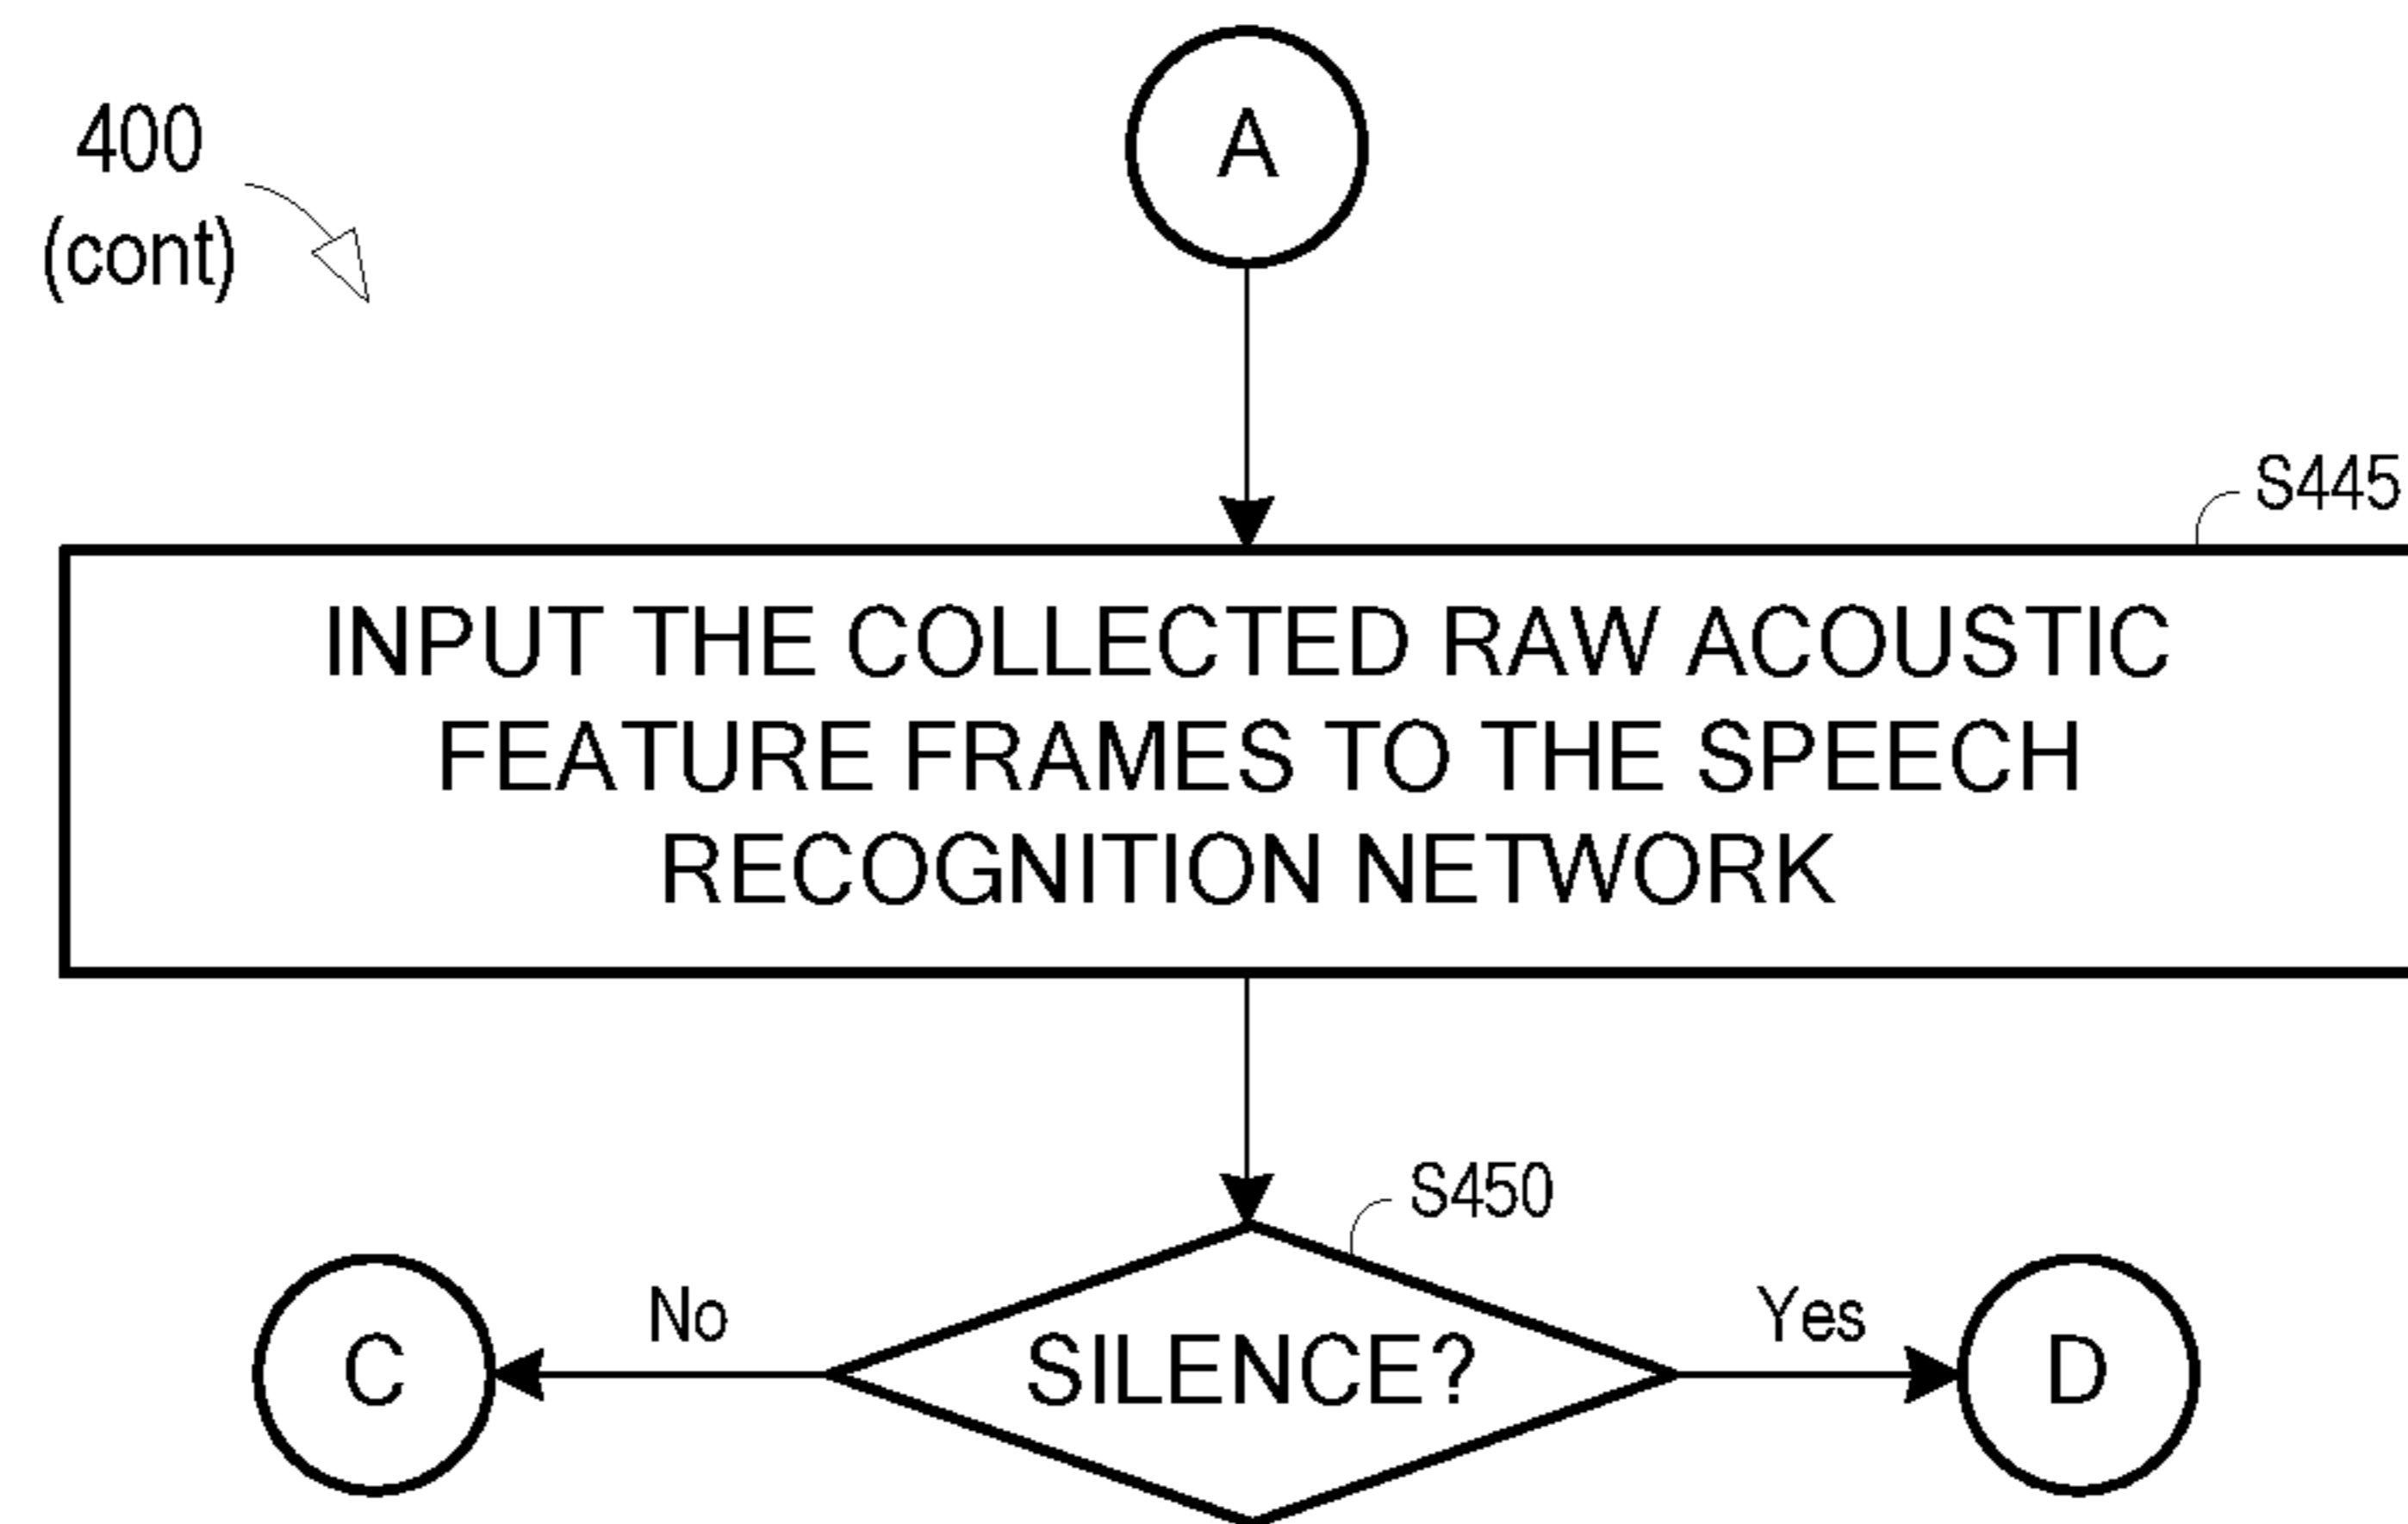 A
400
(cont)
S445
INPUT THE COLLECTED RAW ACOUSTIC
FEATURE FRAMES TO THE SPEECH
RECOGNITION NETWORK
S450
No
Yes
C
SILENCE?
D